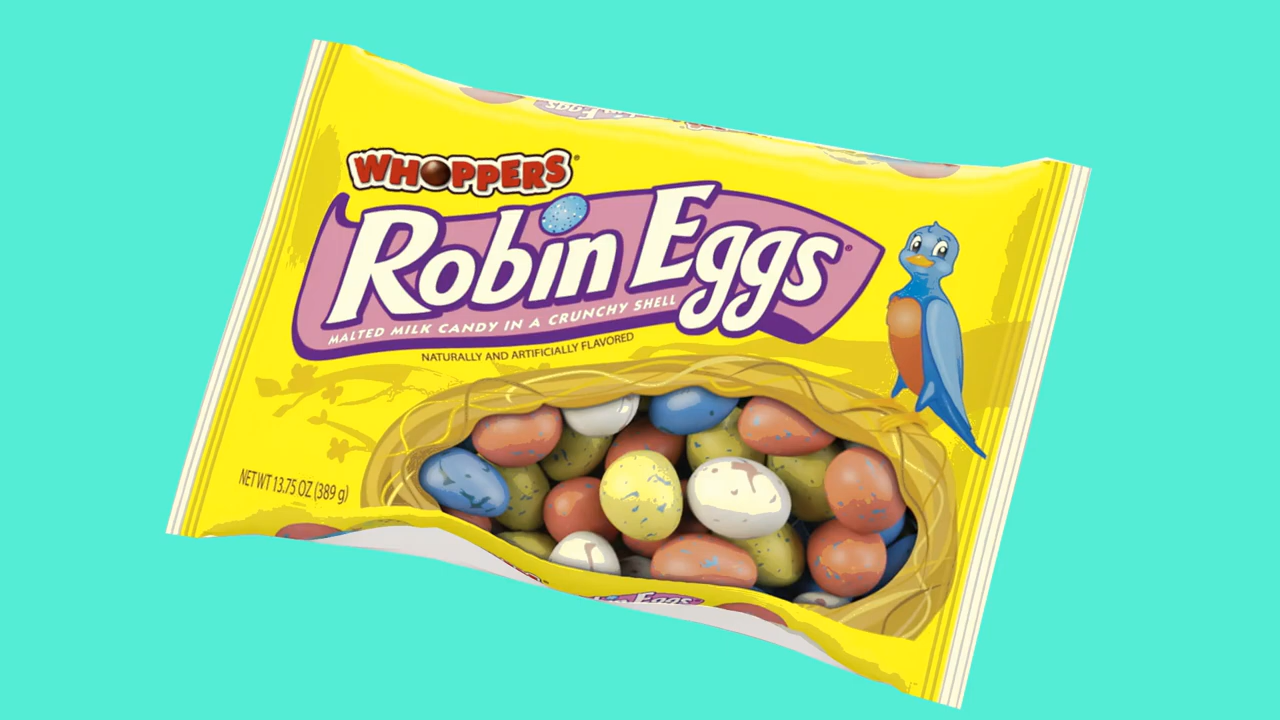 WHOPPERS®
Robin Eggs®
MALTED MILK CANDY IN A CRUNCHY SHELL
NATURALLY AND ARTIFICIALLY FLAVORED
NET WT 13.75 OZ (389 g)